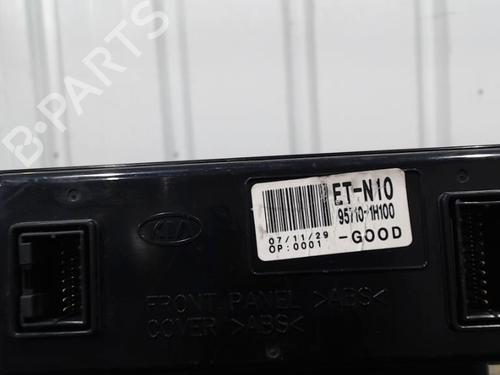 B-PARTS
ET-N10
95710-1H100
07/11/29
OP:0001
-GOOD
FRONT PANEL >ABS<
COVER >ABS<